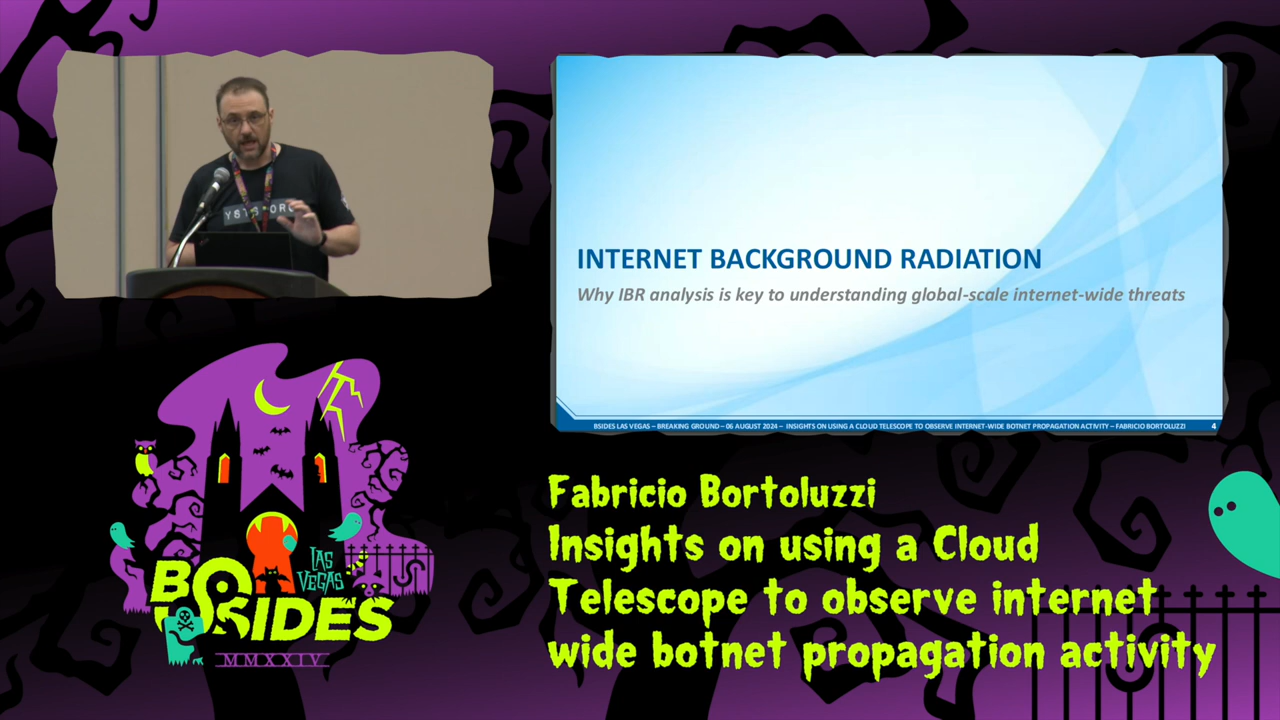 INTERNET BACKGROUND RADIATION
Why IBR analysis is key to understanding global-scale internet-wide threats
BSIDES LAS VEGAS – BREAKING GROUND – 06 AUGUST 2024 – INSIGHTS ON USING A CLOUD TELESCOPE TO OBSERVE INTERNET-WIDE BOTNET PROPAGATION ACTIVITY – FABRICIO BORTOLUZZI 4
LAS
VEGAS
BSIDES
MMXXIV
Fabricio Bortoluzzi
Insights on using a Cloud
Telescope to observe internet
wide botnet propagation activity